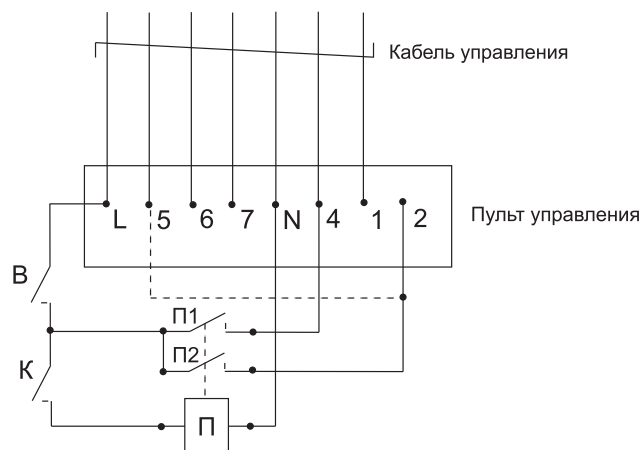 Кабель управления
L 5 6 7 N 4 1 2
Пульт управления
В
П1
П2
К
П